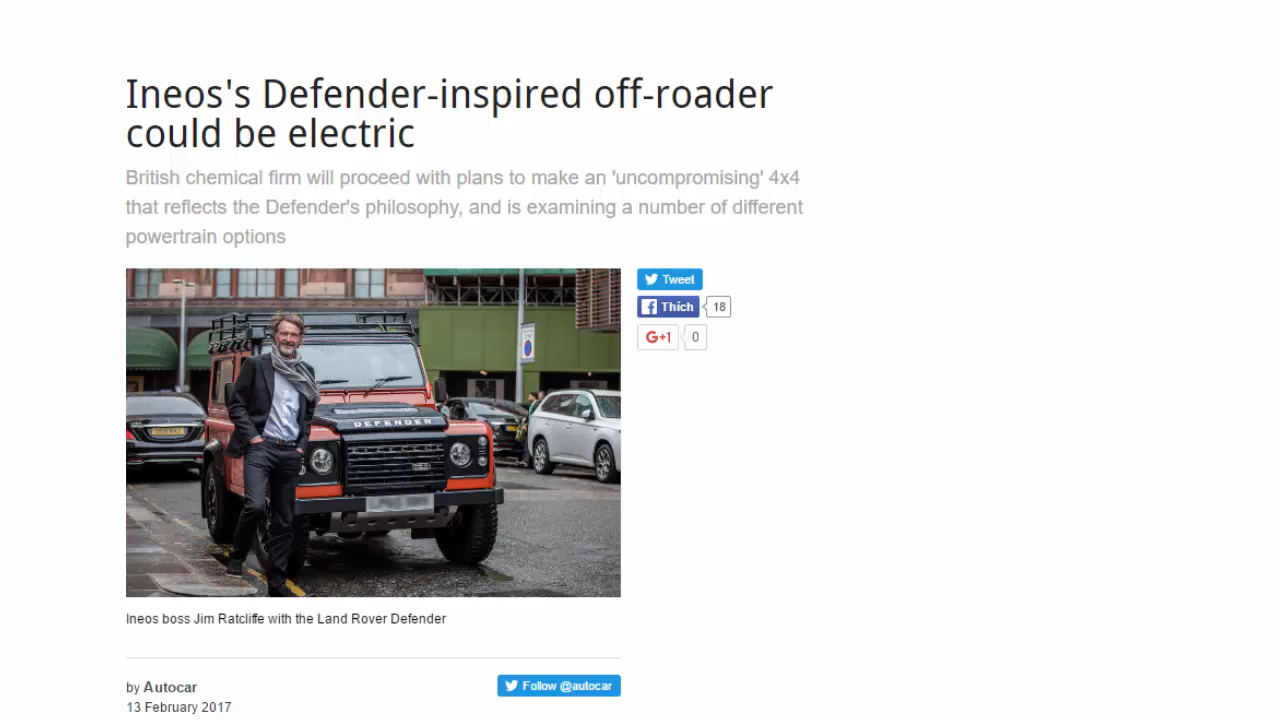 Ineos's Defender-inspired off-roader
could be electric
British chemical firm will proceed with plans to make an 'uncompromising' 4x4
that reflects the Defender's philosophy, and is examining a number of different
powertrain options
Tweet
Thích 18
G+1 0
DEFENDER
Ineos boss Jim Ratcliffe with the Land Rover Defender
by Autocar
Follow @autocar
13 February 2017